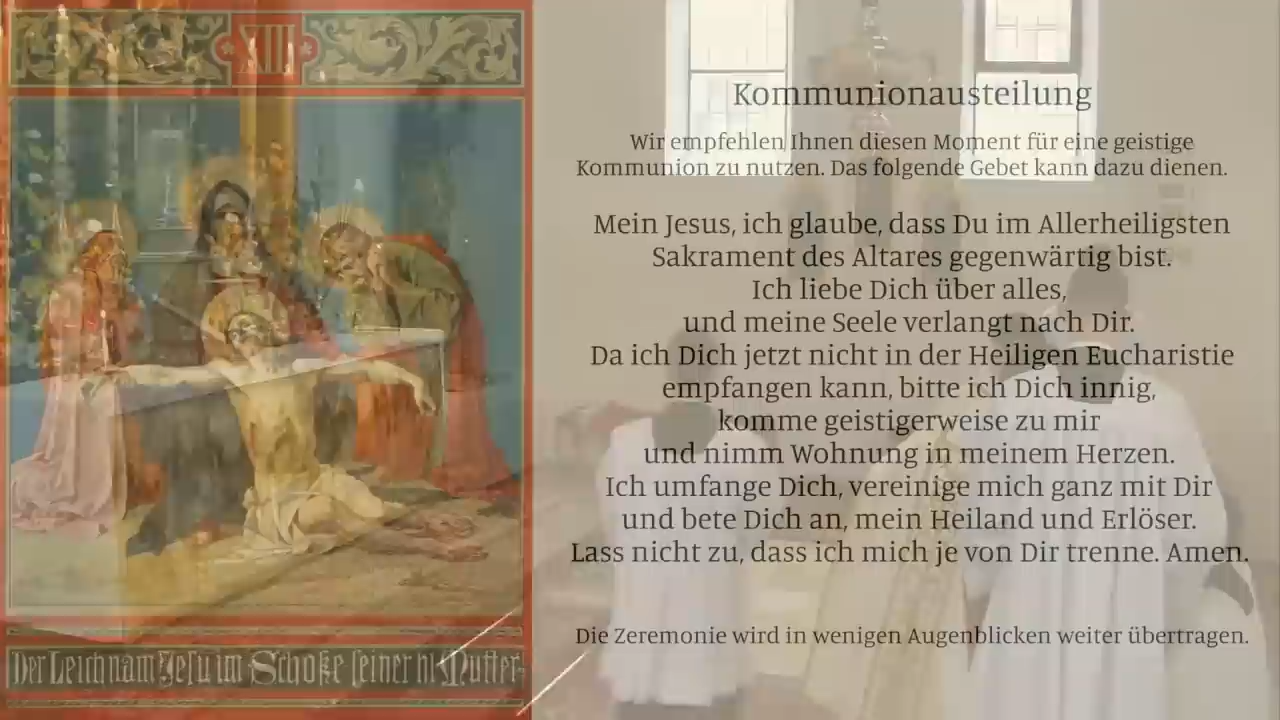 XIII
Der Leichnam Jesu im Schoße seiner hl Mutter
Kommunionausteilung
Wir empfehlen Ihnen diesen Moment für eine geistige
Kommunion zu nutzen. Das folgende Gebet kann dazu dienen.
Mein Jesus, ich glaube, dass Du im Allerheiligsten
Sakrament des Altares gegenwärtig bist.
Ich liebe Dich über alles,
und meine Seele verlangt nach Dir.
Da ich Dich jetzt nicht in der Heiligen Eucharistie
empfangen kann, bitte ich Dich innig,
komme geistigerweise zu mir
und nimm Wohnung in meinem Herzen.
Ich umfange Dich, vereinige mich ganz mit Dir
und bete Dich an, mein Heiland und Erlöser.
Lass nicht zu, dass ich mich je von Dir trenne. Amen.
Die Zeremonie wird in wenigen Augenblicken weiter übertragen.